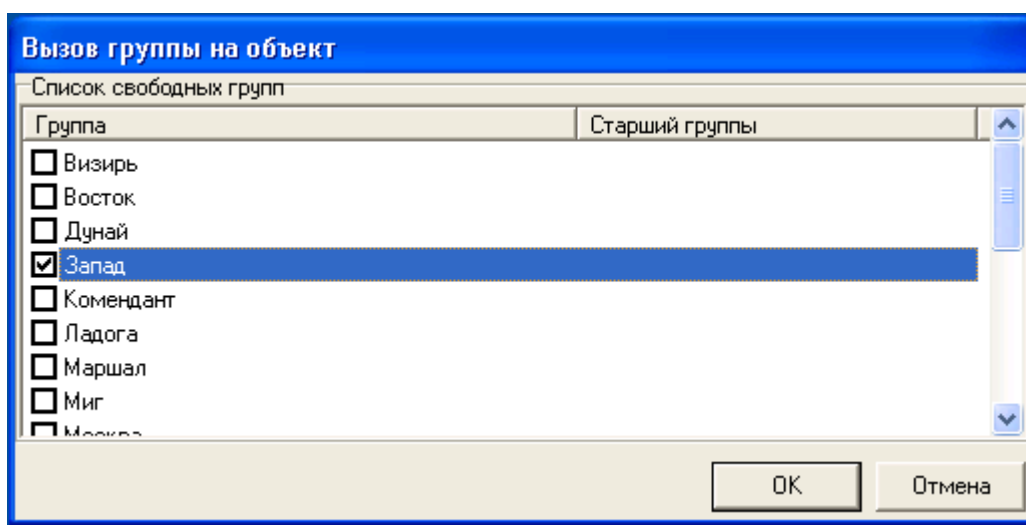 Вызов группы на объект
Список свободных групп
Группа Старший группы
Визирь
Восток
Дунай
Запад
Комендант
Ладога
Маршал
Миг
OK Отмена